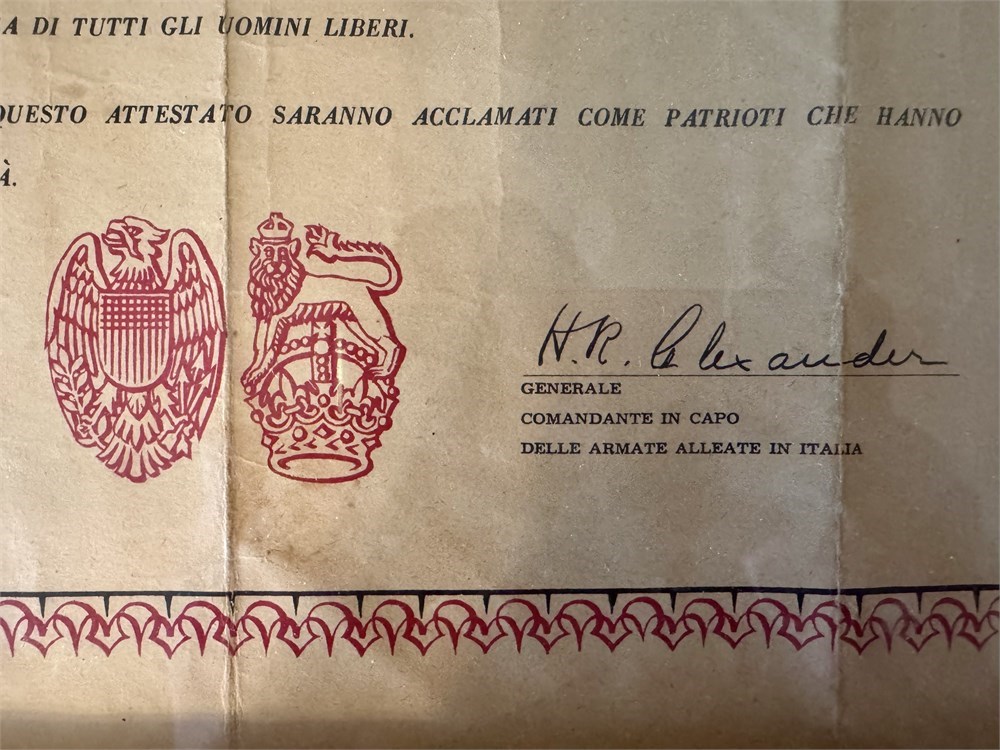 A DI TUTTI GLI UOMINI LIBERI.
QUESTO ATTESTATO SARANNO ACCLAMATI COME PATRIOTI CHE HANNO
À.
H.R. Alexander
GENERALE
COMANDANTE IN CAPO
DELLE ARMATE ALLEATE IN ITALIA